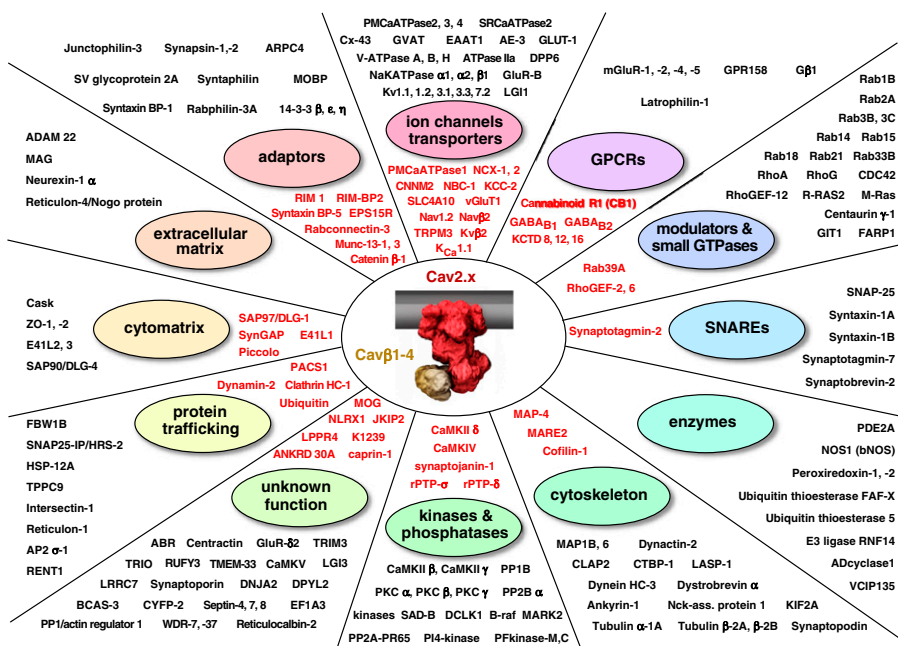 PMCaATPase2, 3, 4 SRCaATPase2
Cx-43 GVAT EAAT1 AE-3 GLUT-1
V-ATPase A, B, H ATPase IIa DPP6
NaKATPase α1, α2, β1 GluR-B
Kv1.1, 1.2, 3.1, 3.3, 7.2 LGI1
ion channels
transporters
PMCaATPase1 NCX-1, 2
CNNM2 NBC-1 KCC-2
SLC4A10 vGluT1
Nav1.2 Navβ2
TRPM3 Kvβ2
KCa1.1
Junctophilin-3 Synapsin-1,-2 ARPC4
SV glycoprotein 2A Syntaphilin MOBP
Syntaxin BP-1 Rabphilin-3A 14-3-3 β, ε, η
adaptors
RIM 1 RIM-BP2
Syntaxin BP-5 EPS15R
Rabconnectin-3
Munc-13-1, 3
Catenin β-1
mGluR-1, -2, -4, -5 GPR158 Gβ1
Latrophilin-1
GPCRs
Cannabinoid R1 (CB1)
GABAB1 GABAB2
KCTD 8, 12, 16
Rab1B
Rab2A
Rab3B, 3C
Rab14 Rab15
Rab18 Rab21 Rab33B
RhoA RhoG CDC42
RhoGEF-12 R-RAS2 M-Ras
Centaurin γ-1
GIT1 FARP1
modulators &
small GTPases
Rab39A
RhoGEF-2, 6
ADAM 22
MAG
Neurexin-1 α
Reticulon-4/Nogo protein
extracellular
matrix
Cav2.x
Cavβ1-4
Cask
ZO-1, -2
E41L2, 3
SAP90/DLG-4
cytomatrix
SAP97/DLG-1
SynGAP E41L1
Piccolo
Synaptotagmin-2
SNAREs
SNAP-25
Syntaxin-1A
Syntaxin-1B
Synaptotagmin-7
Synaptobrevin-2
PACS1
Dynamin-2 Clathrin HC-1
Ubiquitin
protein
trafficking
FBW1B
SNAP25-IP/HRS-2
HSP-12A
TPPC9
Intersectin-1
Reticulon-1
AP2 σ-1
RENT1
MOG
NLRX1 JKIP2
LPPR4 K1239
ANKRD 30A caprin-1
unknown
function
ABR Centractin GluR-δ2 TRIM3
TRIO RUFY3 TMEM-33 CaMKV LGI3
LRRC7 Synaptoporin DNJA2 DPYL2
BCAS-3 CYFP-2 Septin-4, 7, 8 EF1A3
PP1/actin regulator 1 WDR-7, -37 Reticulocalbin-2
CaMKII δ
CaMKIV
synaptojanin-1
rPTP-σ rPTP-δ
kinases &
phosphatases
CaMKII β, CaMKII γ PP1B
PKC α, PKC β, PKC γ PP2B α
kinases SAD-B DCLK1 B-raf MARK2
PP2A-PR65 PI4-kinase PFkinase-M,C
MAP-4
MARE2
Cofilin-1
cytoskeleton
MAP1B, 6 Dynactin-2
CLAP2 CTBP-1 LASP-1
Dynein HC-3 Dystrobrevin α
Ankyrin-1 Nck-ass. protein 1 KIF2A
Tubulin α-1A Tubulin β-2A, β-2B Synaptopodin
enzymes
PDE2A
NOS1 (bNOS)
Peroxiredoxin-1, -2
Ubiquitin thioesterase FAF-X
Ubiquitin thioesterase 5
E3 ligase RNF14
ADcyclase1
VCIP135